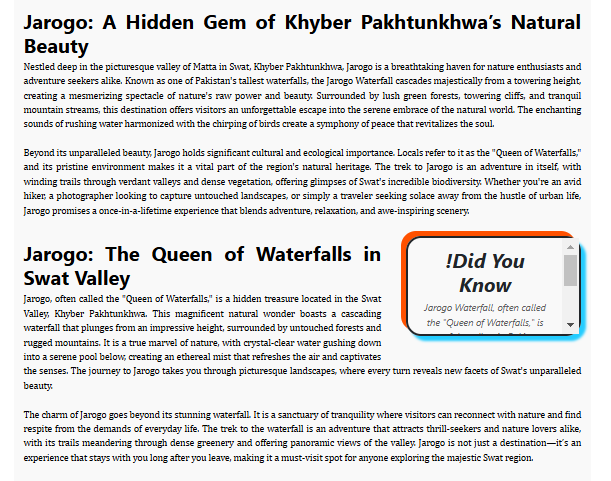 Jarogo: A Hidden Gem of Khyber Pakhtunkhwa's Natural
Beauty
Nestled deep in the picturesque valley of Matta in Swat, Khyber Pakhtunkhwa, Jarogo is a breathtaking haven for nature enthusiasts and
adventure seekers alike. Known as one of Pakistan's tallest waterfalls, the Jarogo Waterfall cascades majestically from a towering height,
creating a mesmerizing spectacle of nature's raw power and beauty. Surrounded by lush green forests, towering cliffs, and tranquil
mountain streams, this destination offers visitors an unforgettable escape into the serene embrace of the natural world. The enchanting
sounds of rushing water harmonized with the chirping of birds create a symphony of peace that revitalizes the soul.
Beyond its unparalleled beauty, Jarogo holds significant cultural and ecological importance. Locals refer to it as the "Queen of Waterfalls,"
and its pristine environment makes it a vital part of the region's natural heritage. The trek to Jarogo is an adventure in itself, with
winding trails through verdant valleys and dense vegetation, offering glimpses of Swat's incredible biodiversity. Whether you're an avid
hiker, a photographer looking to capture untouched landscapes, or simply a traveler seeking solace away from the hustle of urban life,
Jarogo promises a once-in-a-lifetime experience that blends adventure, relaxation, and awe-inspiring scenery.
Jarogo: The Queen of Waterfalls in
Swat Valley
Jarogo, often called the "Queen of Waterfalls," is a hidden treasure located in the Swat
Valley, Khyber Pakhtunkhwa. This magnificent natural wonder boasts a cascading
waterfall that plunges from an impressive height, surrounded by untouched forests and
rugged mountains. It is a true marvel of nature, with crystal-clear water gushing down
into a serene pool below, creating an ethereal mist that refreshes the air and captivates
the senses. The journey to Jarogo takes you through picturesque landscapes, where every turn reveals new facets of Swat's unparalleled
beauty.
!Did You
Know
Jarogo Waterfall, often called
the "Queen of Waterfalls," is
The charm of Jarogo goes beyond its stunning waterfall. It is a sanctuary of tranquility where visitors can reconnect with nature and find
respite from the demands of everyday life. The trek to the waterfall is an adventure that attracts thrill-seekers and nature lovers alike,
with its trails meandering through dense greenery and offering panoramic views of the valley. Jarogo is not just a destination—it's an
experience that stays with you long after you leave, making it a must-visit spot for anyone exploring the majestic Swat region.